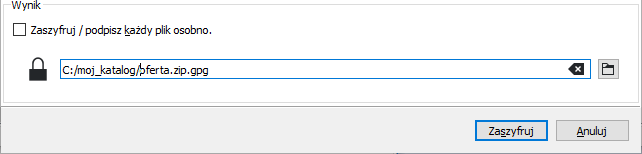 Wynik
Zaszyfruj / podpisz każdy plik osobno.
C:/moj_katalog/oferta.zip.gpg
Zaszyfruj
Anuluj